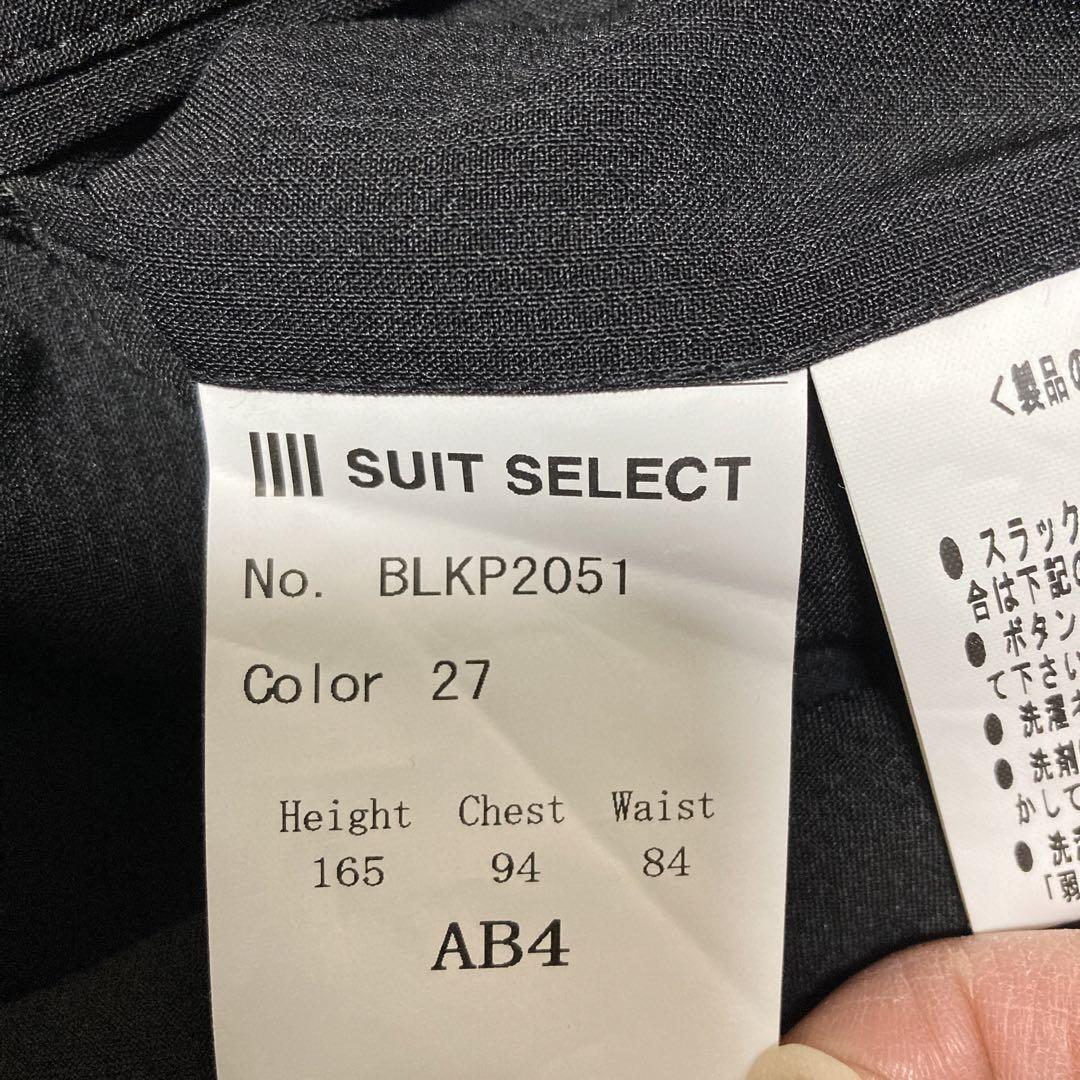 SUIT SELECT
No. BLKP2051
Color 27
Height Chest Waist
165 94 84
AB4
<製品の
● スラック
合は下記の
● ボタン
て下さい
● 洗濯ネ
● 洗剤
かして
● 洗
「弱